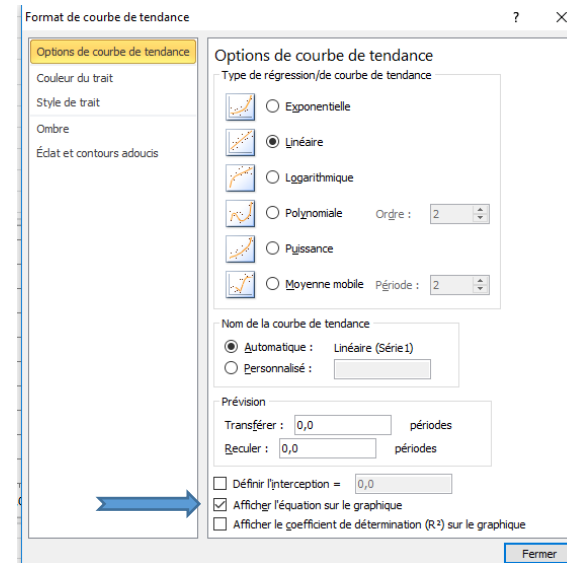 Format de courbe de tendance ? X
Options de courbe de tendance
Couleur du trait
Style de trait
Ombre
Éclat et contours adoucis
Options de courbe de tendance
Type de régression/de courbe de tendance
Exponentielle
Linéaire
Logarithmique
Polynomiale Ordre : 2
Puissance
Moyenne mobile Période : 2
Nom de la courbe de tendance
Automatique : Linéaire (Série1)
Personnalisé :
Prévision
Transférer : 0,0 périodes
Reculer : 0,0 périodes
Définir l'interception = 0,0
Afficher l'équation sur le graphique
Afficher le coefficient de détermination (R²) sur le graphique
Fermer